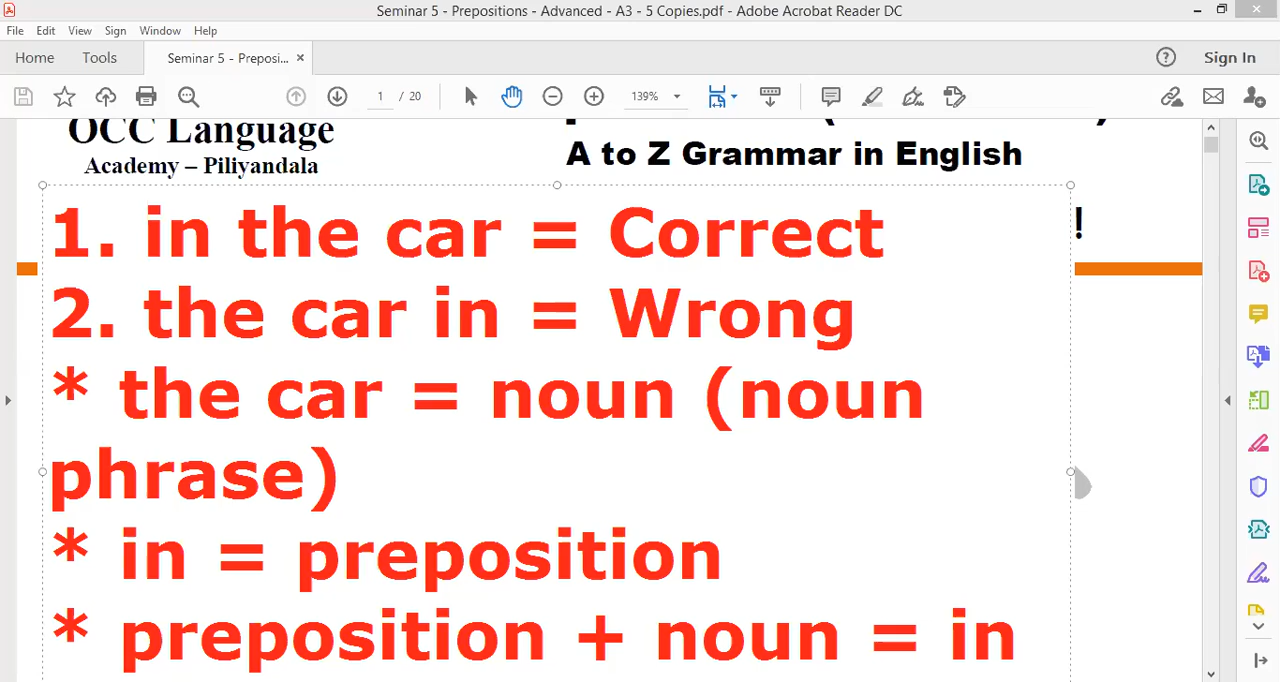 Seminar 5 - Prepositions - Advanced - A3 - 5 Copies.pdf - Adobe Acrobat Reader DC
File Edit View Sign Window Help
Home Tools Seminar 5 - Preposi... × Sign In
1 / 20 139%
OCC Language
Academy – Piliyandala
A to Z Grammar in English
!
1. in the car = Correct
2. the car in = Wrong
* the car = noun (noun
phrase)
* in = preposition
* preposition + noun = in